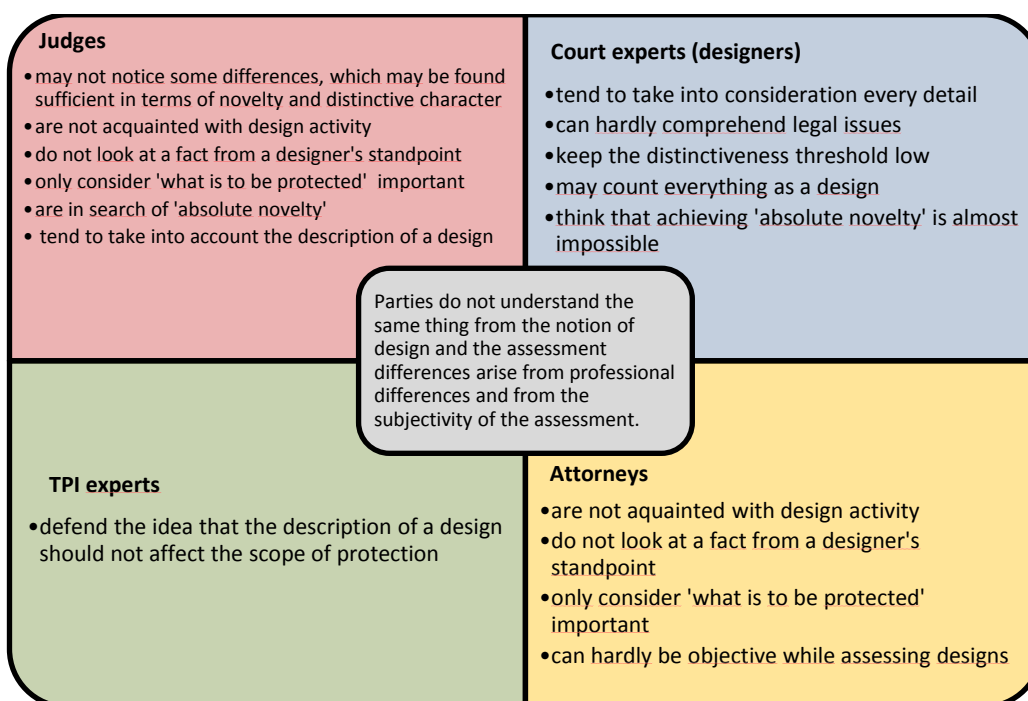 Judges
•may not notice some differences, which may be found
sufficient in terms of novelty and distinctive character
•are not acquainted with design activity
•do not look at a fact from a designer's standpoint
•only consider 'what is to be protected' important
•are in search of 'absolute novelty'
• tend to take into account the description of a design
Court experts (designers)
•tend to take into consideration every detail
•can hardly comprehend legal issues
•keep the distinctiveness threshold low
•may count everything as a design
•think that achieving 'absolute novelty' is almost
impossible
Parties do not understand the
same thing from the notion of
design and the assessment
differences arise from professional
differences and from the
subjectivity of the assessment.
TPI experts
•defend the idea that the description of a design
should not affect the scope of protection
Attorneys
•are not aquainted with design activity
•do not look at a fact from a designer's
standpoint
•only consider 'what is to be protected'
important
•can hardly be objective while assessing designs